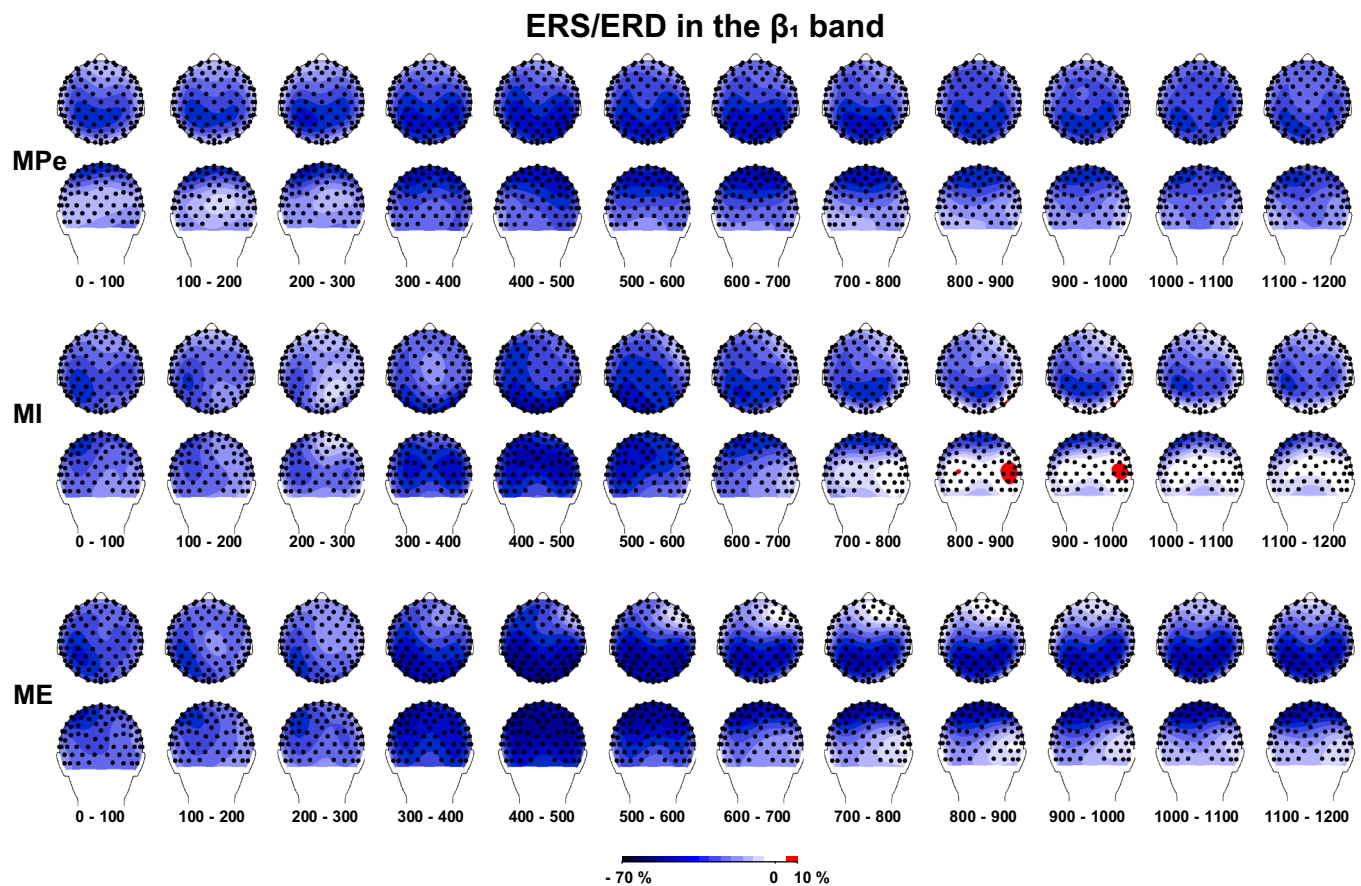 ERS/ERD in the β₁ band
MPe
0 - 100 100 - 200 200 - 300 300 - 400 400 - 500 500 - 600 600 - 700 700 - 800 800 - 900 900 - 1000 1000 - 1100 1100 - 1200
MI
0 - 100 100 - 200 200 - 300 300 - 400 400 - 500 500 - 600 600 - 700 700 - 800 800 - 900 900 - 1000 1000 - 1100 1100 - 1200
ME
0 - 100 100 - 200 200 - 300 300 - 400 400 - 500 500 - 600 600 - 700 700 - 800 800 - 900 900 - 1000 1000 - 1100 1100 - 1200
- 70 % 0 10 %